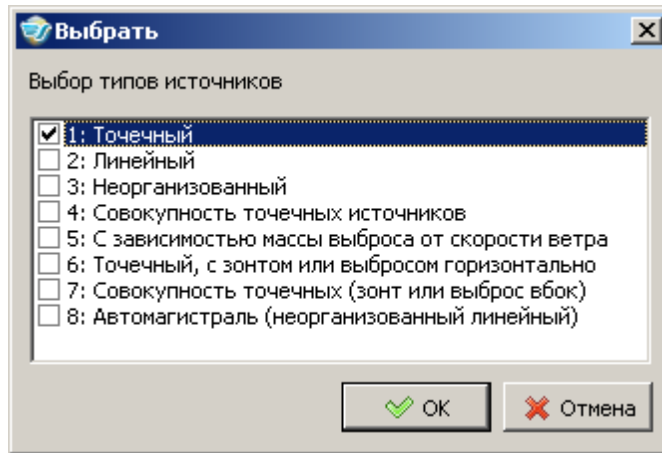 Выбрать
Выбор типов источников
1: Точечный
2: Линейный
3: Неорганизованный
4: Совокупность точечных источников
5: С зависимостью массы выброса от скорости ветра
6: Точечный, с зонтом или выбросом горизонтально
7: Совокупность точечных (зонт или выброс вбок)
8: Автомагистраль (неорганизованный линейный)
ОК Отмена